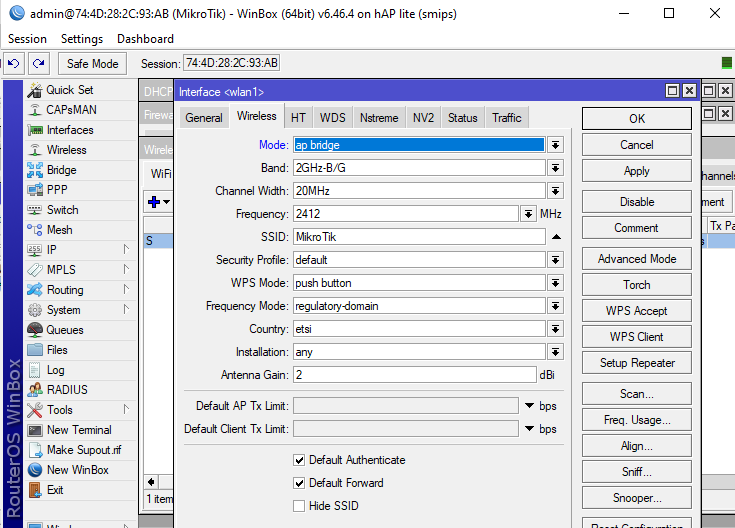 admin@74:4D:28:2C:93:AB (MikroTik) - WinBox (64bit) v6.46.4 on hAP lite (smips)
Session Settings Dashboard
Safe Mode Session: 74:4D:28:2C:93:AB
RouterOS WinBox
Quick Set
CAPsMAN
Interfaces
Wireless
Bridge
PPP
Switch
Mesh
IP
MPLS
Routing
System
Queues
Files
Log
RADIUS
Tools
New Terminal
Make Supout.rif
New WinBox
Exit
DHCP
Firewa
Wirele
WiFi
S
1 item
Interface <wlan1>
General Wireless HT WDS Nstreme NV2 Status Traffic
Mode: ap bridge
Band: 2GHz-B/G
Channel Width: 20MHz
Frequency: 2412 MHz
SSID: MikroTik
Security Profile: default
WPS Mode: push button
Frequency Mode: regulatory-domain
Country: etsi
Installation: any
Antenna Gain: 2 dBi
Default AP Tx Limit: bps
Default Client Tx Limit: bps
Default Authenticate
Default Forward
Hide SSID
OK
Cancel
Apply
Disable
Comment
Advanced Mode
Torch
WPS Accept
WPS Client
Setup Repeater
Scan...
Freq. Usage...
Align...
Sniff...
Snooper...
hannels
ment
Tx Pa